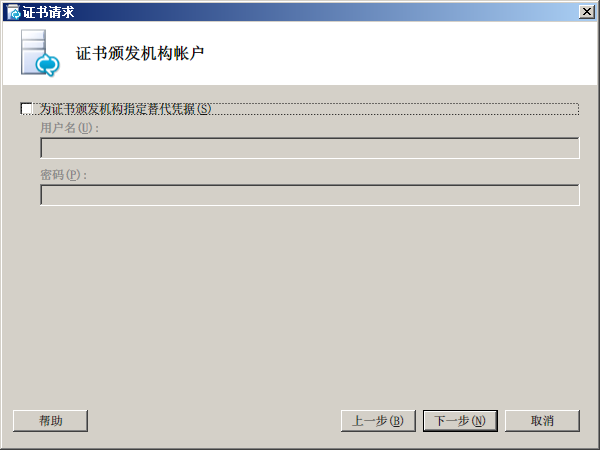 证书请求
证书颁发机构帐户
为证书颁发机构指定替代凭据(S)
用户名(U):
密码(P):
帮助
上一步(B)
下一步(N)
取消